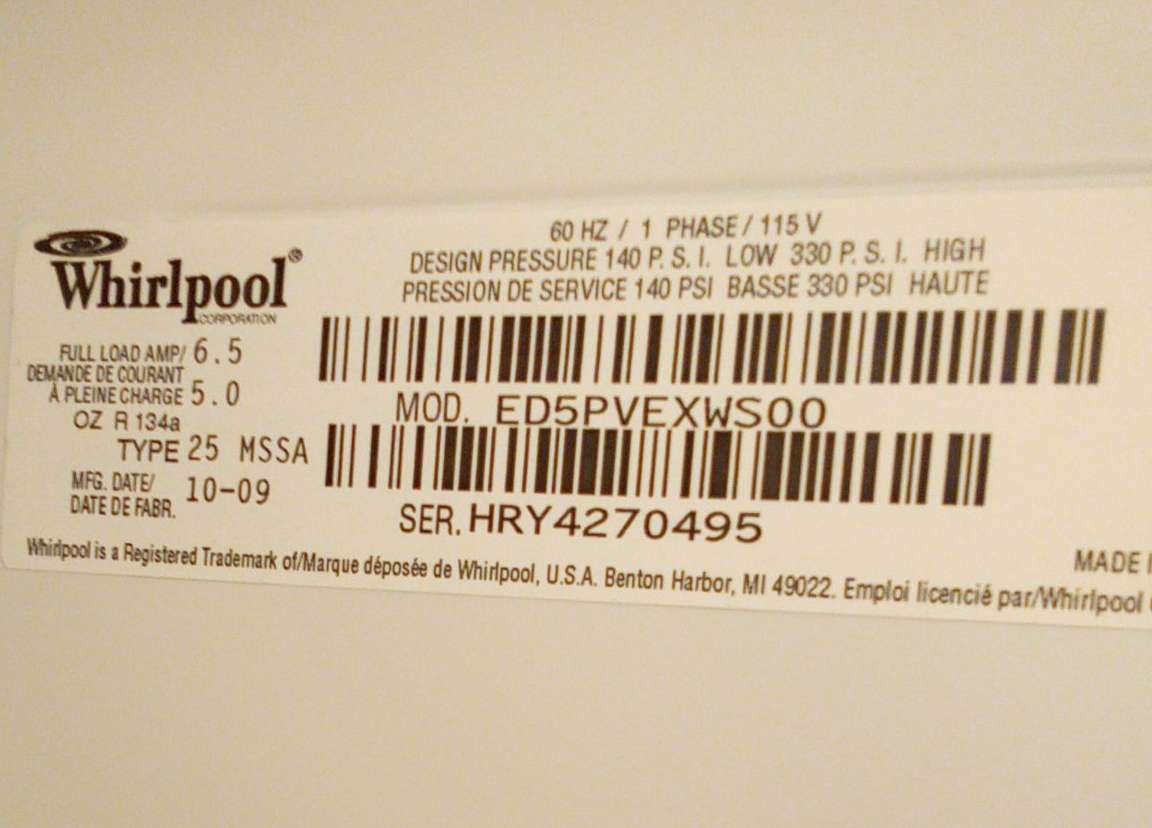 60 HZ / 1 PHASE / 115 V
DESIGN PRESSURE 140 P. S. I. LOW 330 P. S. I. HIGH
PRESSION DE SERVICE 140 PSI BASSE 330 PSI HAUTE
Whirlpool®
CORPORATION
FULL LOAD AMP/ 6.5
DEMANDE DE COURANT
À PLEINE CHARGE 5.0
OZ R 134a
TYPE 25 MSSA
MFG. DATE/ 10-09
DATE DE FABR.
MOD. ED5PVEXWS00
SER. HRY4270495
MADE
Whirlpool is a Registered Trademark of/Marque déposée de Whirlpool, U.S.A. Benton Harbor, MI 49022. Emploi licencié par/Whirlpool